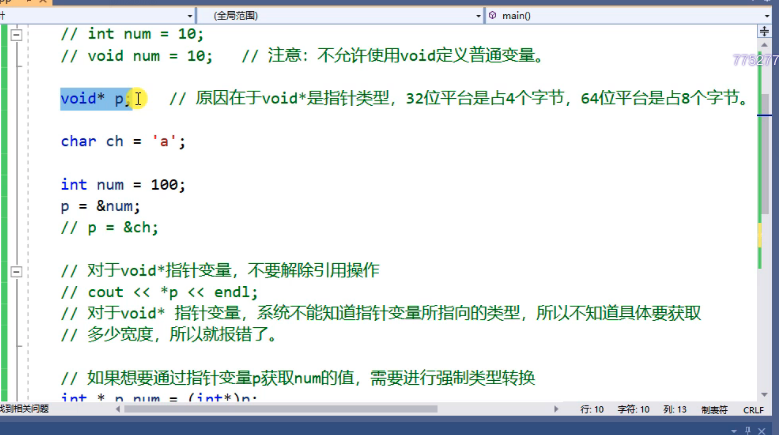 (全局范围)
main()
// int num = 10;
// void num = 10;   // 注意：不允许使用void定义普通变量。
775277
void* p;   // 原因在于void*是指针类型，32位平台是占4个字节，64位平台是占8个字节。
char ch = 'a';
int num = 100;
p = &num;
// p = &ch;
// 对于void*指针变量，不要解除引用操作
// cout << *p << endl;
// 对于void* 指针变量，系统不能知道指针变量所指向的类型，所以不知道具体要获取
// 多少宽度，所以就报错了。
// 如果想要通过指针变量p获取num的值，需要进行强制类型转换
int * p_num = (int*)p;
找到相关问题
行: 10 字符: 10 列: 13 制表符 CRLF